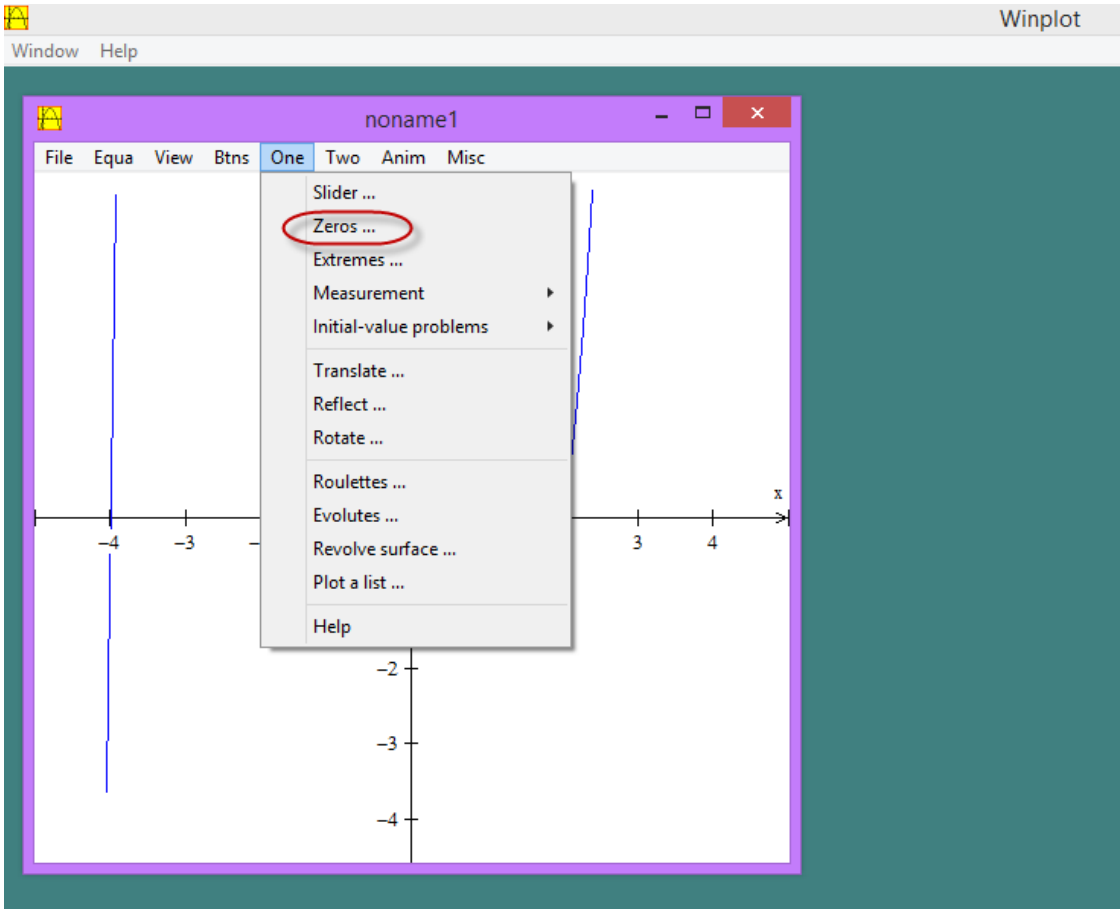 Winplot
Window Help
noname1
File Equa View Btns One Two Anim Misc
Slider ...
Zeros ...
Extremes ...
Measurement
Initial-value problems
Translate ...
Reflect ...
Rotate ...
Roulettes ...
Evolutes ...
Revolve surface ...
Plot a list ...
Help
x
−4 −3 − 3 4
−2
−3
−4